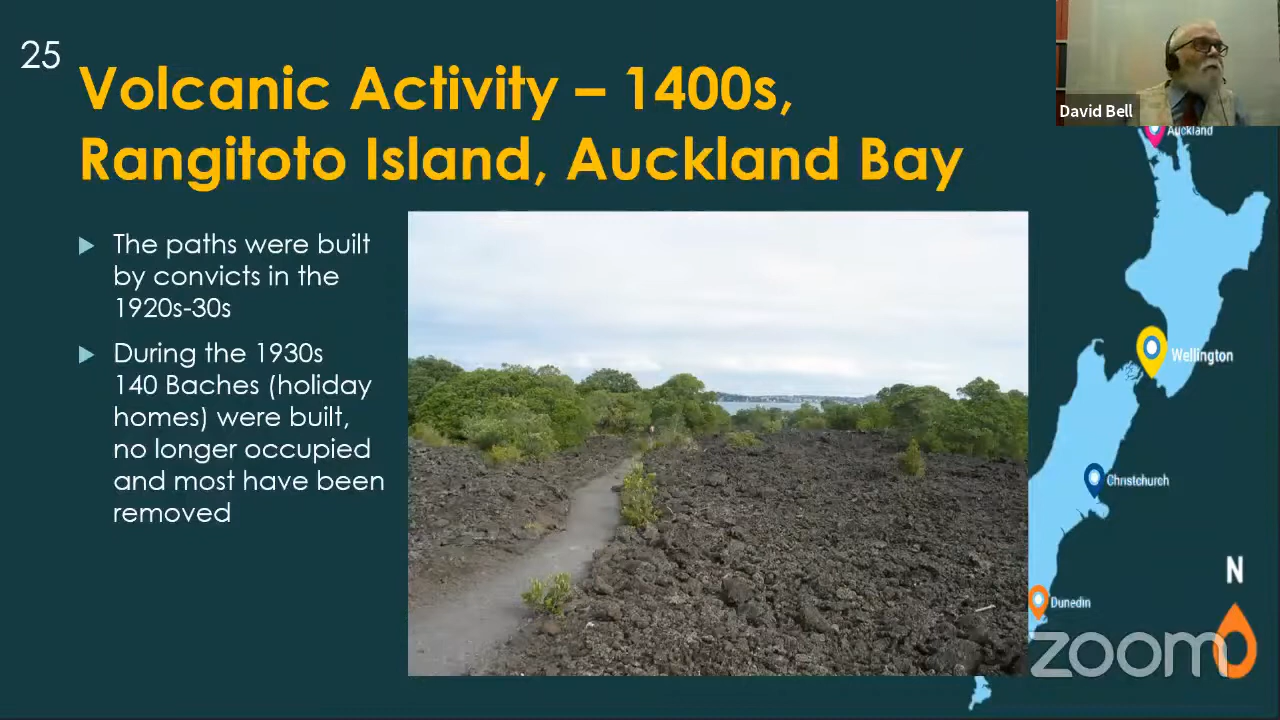 25
Volcanic Activity – 1400s,
Rangitoto Island, Auckland Bay
The paths were built
by convicts in the
1920s-30s
During the 1930s
140 Baches (holiday
homes) were built,
no longer occupied
and most have been
removed
David Bell
Auckland
Wellington
Christchurch
Dunedin
N
zoom